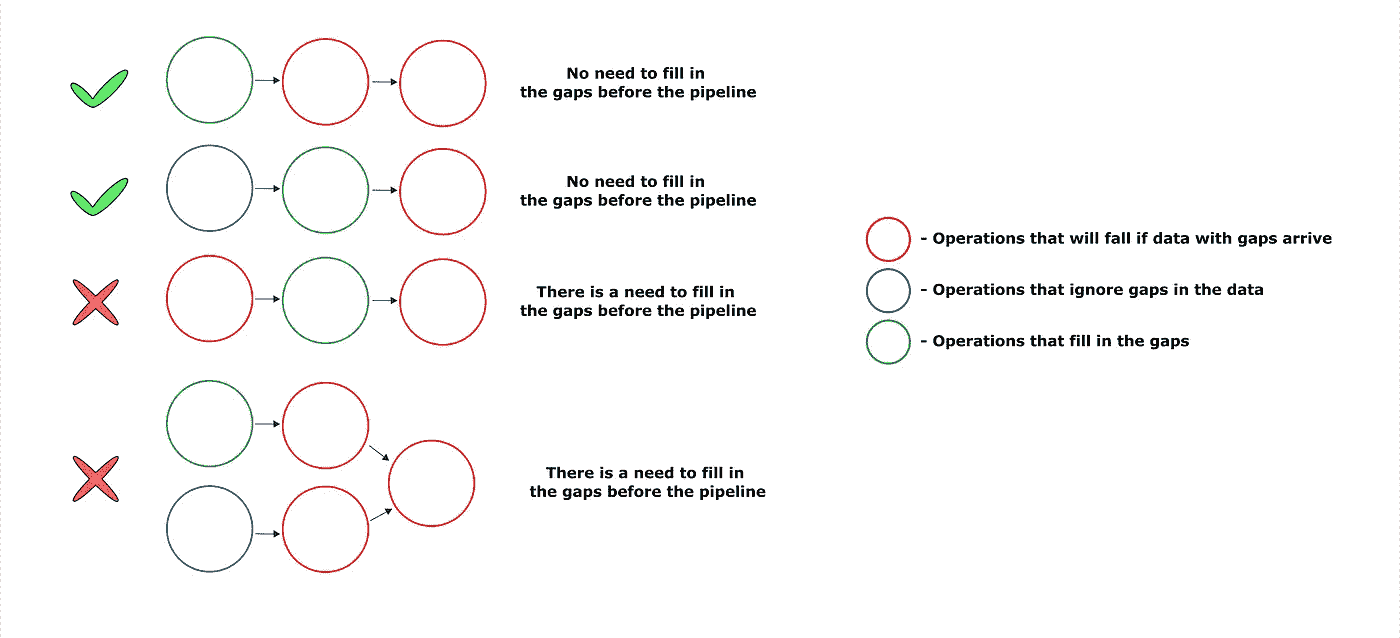 No need to fill in
the gaps before the pipeline
No need to fill in
the gaps before the pipeline
There is a need to fill in
the gaps before the pipeline
There is a need to fill in
the gaps before the pipeline
- Operations that will fall if data with gaps arrive
- Operations that ignore gaps in the data
- Operations that fill in the gaps